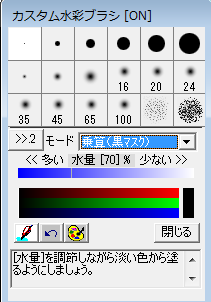 カスタム水彩ブラシ [ON]
16 20 24
35 45 65 100
>>.2 モード 乗算(黒マスク)
<< 多い 水量 [70] % 少ない >>
閉じる
[水量]を調節しながら淡い色から塗
るようにしましょう。